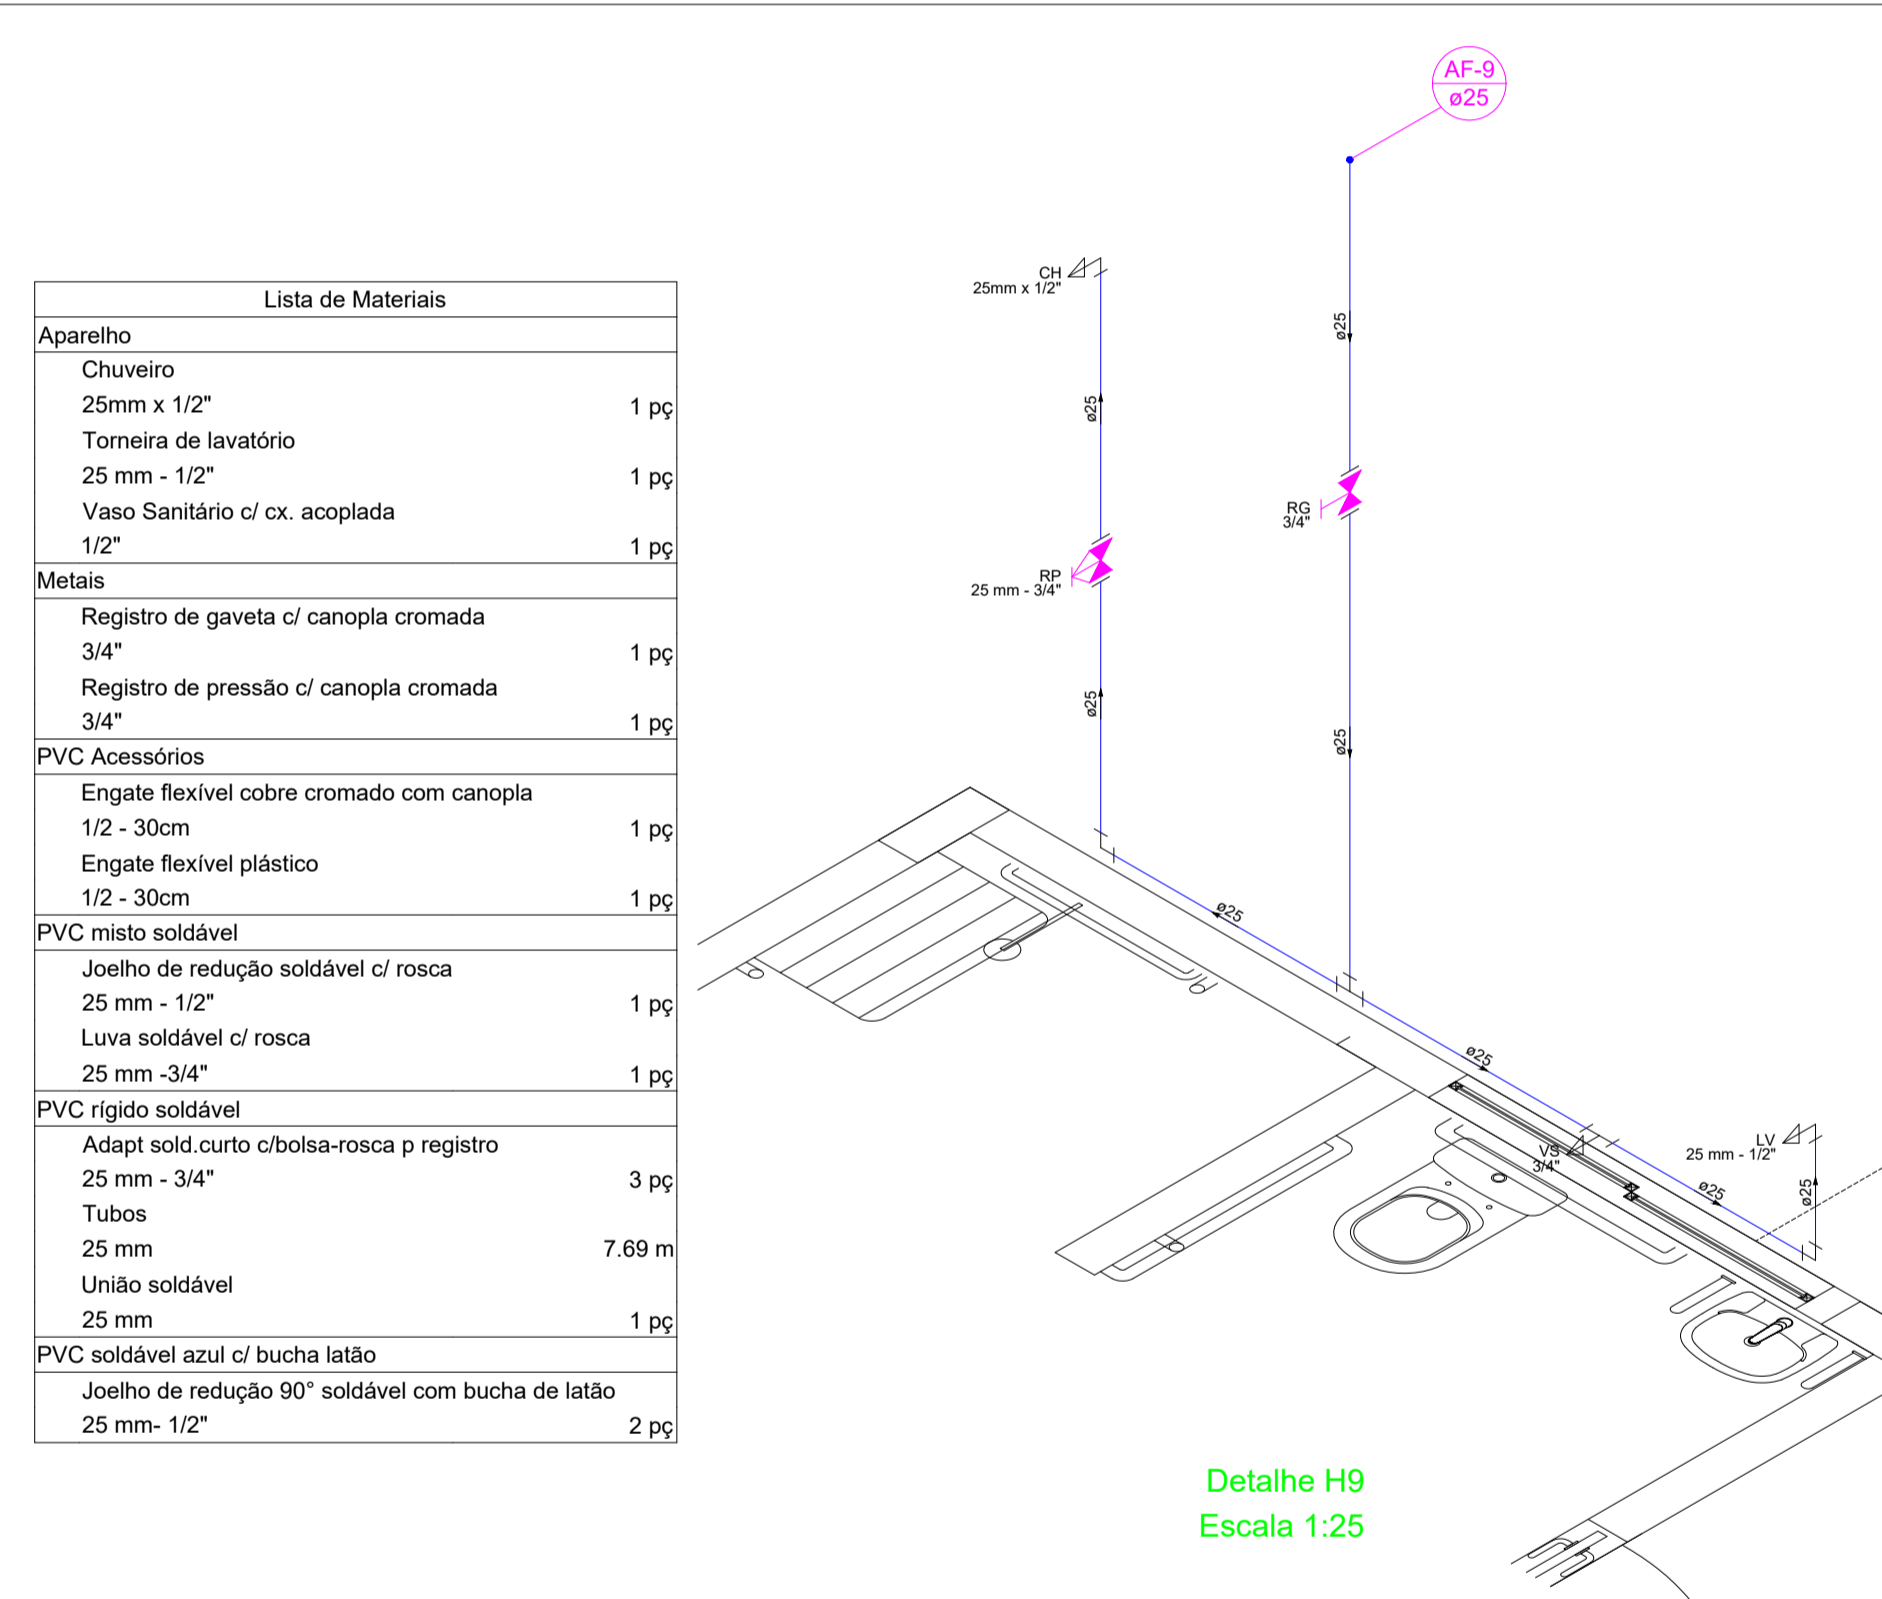 AF-9
ø25
CH
25mm x 1/2"
ø25
ø25
RG
3/4"
RP
25 mm - 3/4"
ø25
ø25
ø25
ø25
VS
3/4"
LV
25 mm - 1/2"
ø25
ø25
Lista de Materiais
Aparelho
Chuveiro
25mm x 1/2" 1 pç
Torneira de lavatório
25 mm - 1/2" 1 pç
Vaso Sanitário c/ cx. acoplada
1/2" 1 pç
Metais
Registro de gaveta c/ canopla cromada
3/4" 1 pç
Registro de pressão c/ canopla cromada
3/4" 1 pç
PVC Acessórios
Engate flexível cobre cromado com canopla
1/2 - 30cm 1 pç
Engate flexível plástico
1/2 - 30cm 1 pç
PVC misto soldável
Joelho de redução soldável c/ rosca
25 mm - 1/2" 1 pç
Luva soldável c/ rosca
25 mm -3/4" 1 pç
PVC rígido soldável
Adapt sold.curto c/bolsa-rosca p registro
25 mm - 3/4" 3 pç
Tubos
25 mm 7.69 m
União soldável
25 mm 1 pç
PVC soldável azul c/ bucha latão
Joelho de redução 90° soldável com bucha de latão
25 mm- 1/2" 2 pç
Detalhe H9
Escala 1:25